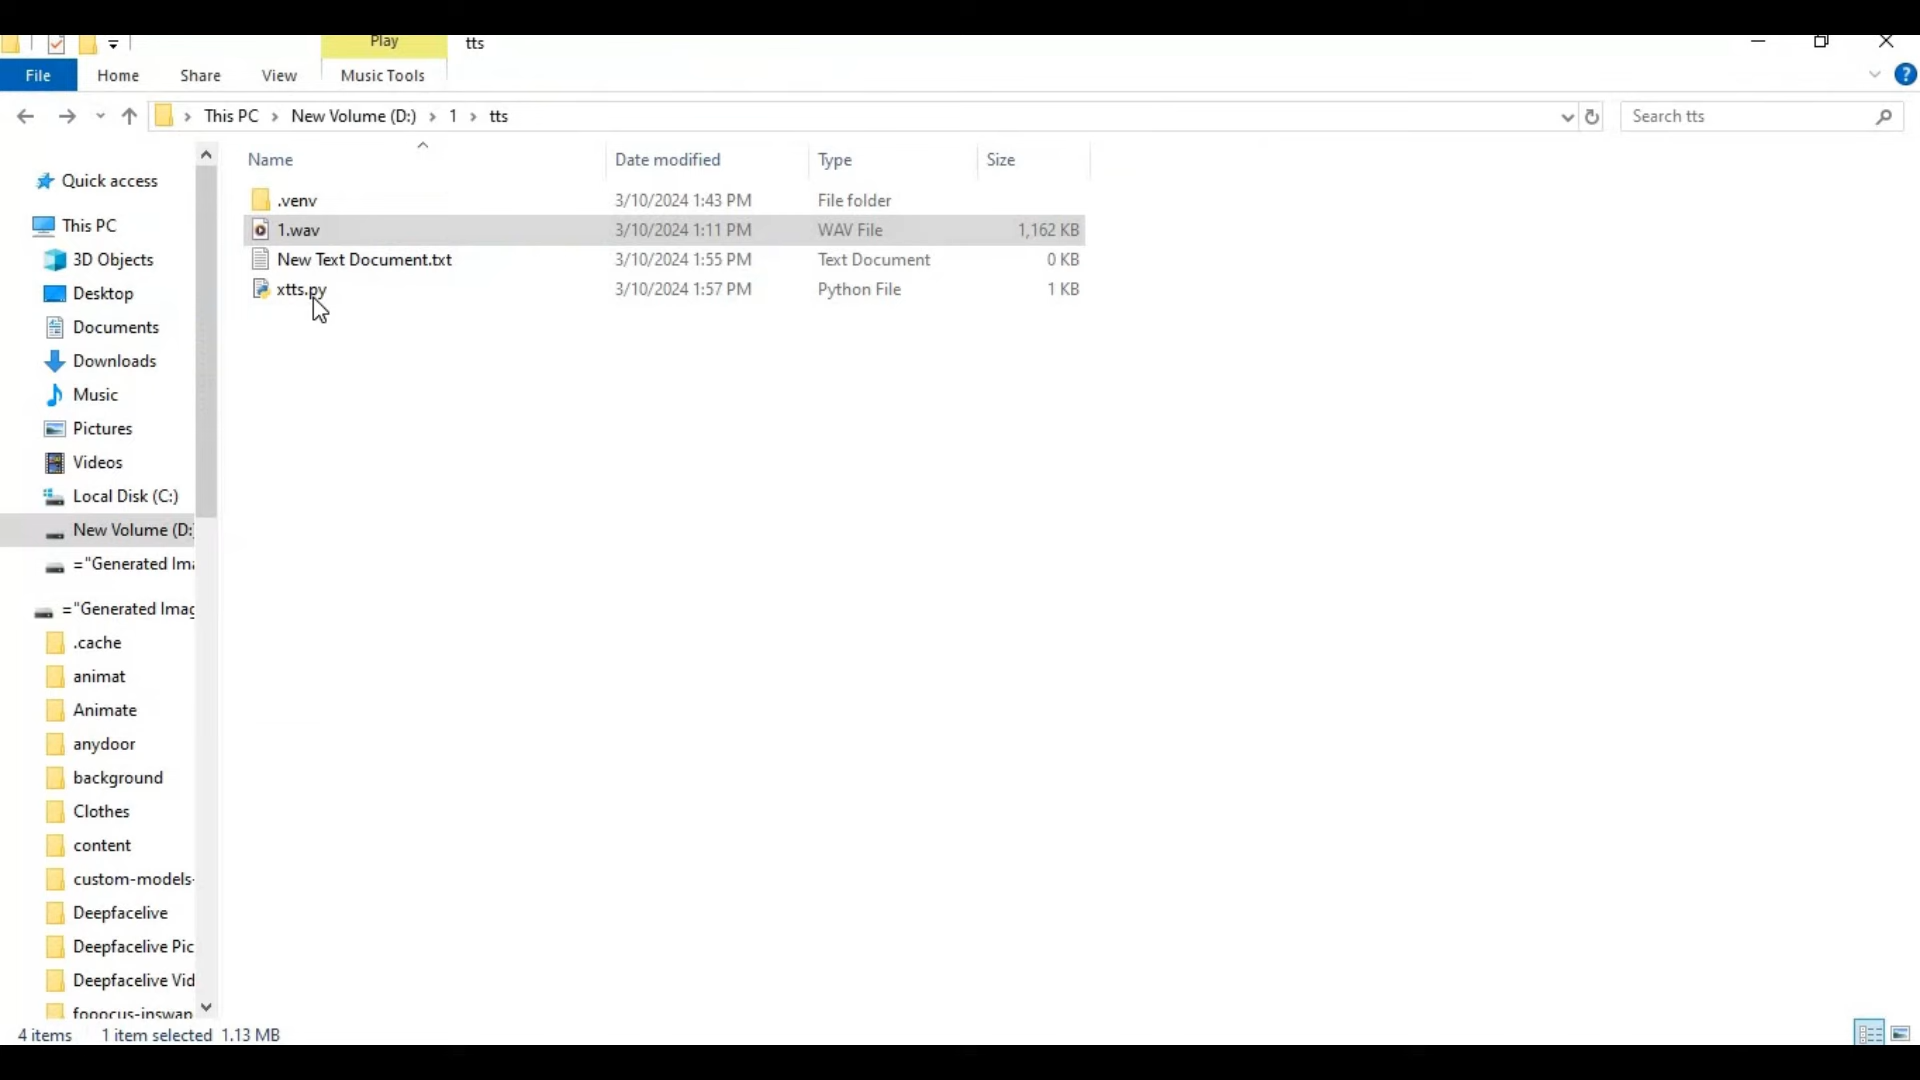 Play tts
File Home Share View Music Tools
This PC New Volume (D:) 1 tts Search tts
Name Date modified Type Size
Quick access
This PC
3D Objects
Desktop
Documents
Downloads
Music
Pictures
Videos
Local Disk (C:)
New Volume (D:
="Generated Ima
="Generated Imag
.cache
animat
Animate
anydoor
background
Clothes
content
custom-models-
Deepfacelive
Deepfacelive Pic
Deepfacelive Vid
fooocus-inswap
.venv 3/10/2024 1:43 PM File folder
1.wav 3/10/2024 1:11 PM WAV File 1,162 KB
New Text Document.txt 3/10/2024 1:55 PM Text Document 0 KB
xtts.py 3/10/2024 1:57 PM Python File 1 KB
4 items 1 item selected 1.13 MB